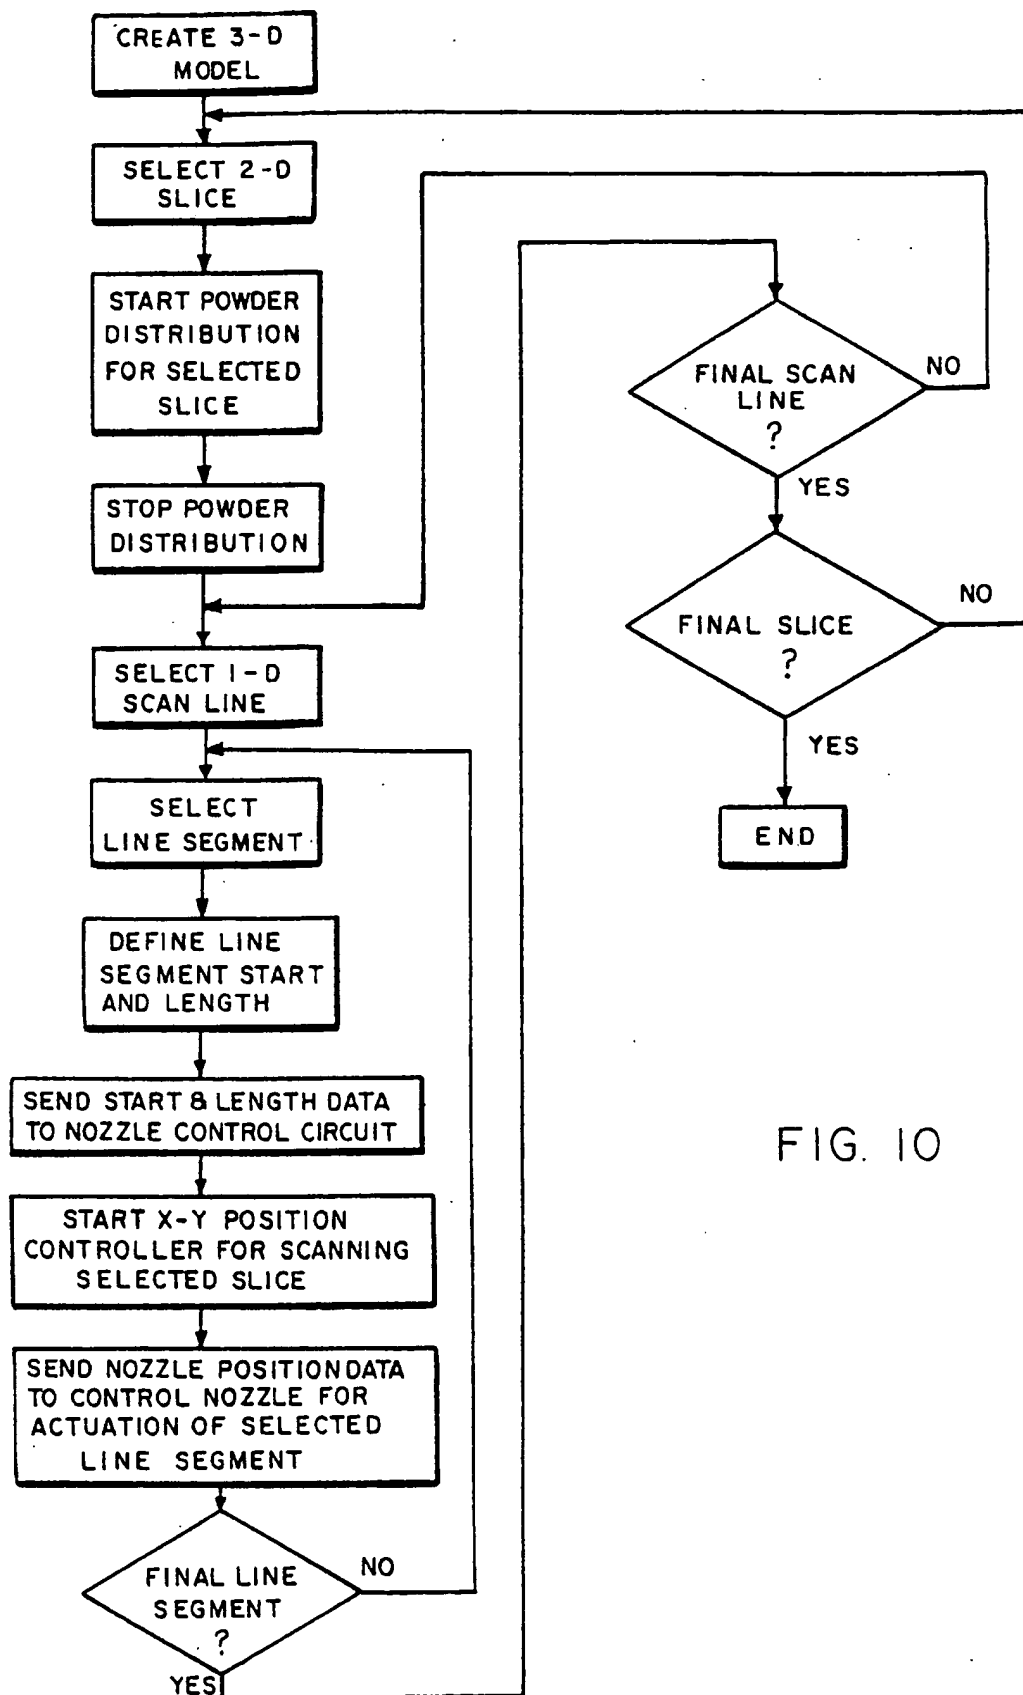 CREATE 3-D
MODEL
SELECT 2-D
SLICE
START POWDER
DISTRIBUTION
FOR SELECTED
SLICE
STOP POWDER
DISTRIBUTION
SELECT 1-D
SCAN LINE
SELECT
LINE SEGMENT
DEFINE LINE
SEGMENT START
AND LENGTH
SEND START & LENGTH DATA
TO NOZZLE CONTROL CIRCUIT
START X-Y POSITION
CONTROLLER FOR SCANNING
SELECTED SLICE
SEND NOZZLE POSITION DATA
TO CONTROL NOZZLE FOR
ACTUATION OF SELECTED
LINE SEGMENT
FINAL LINE
SEGMENT
?
NO
YES
FINAL SCAN
LINE
?
NO
YES
FINAL SLICE
?
NO
YES
END
FIG. 10